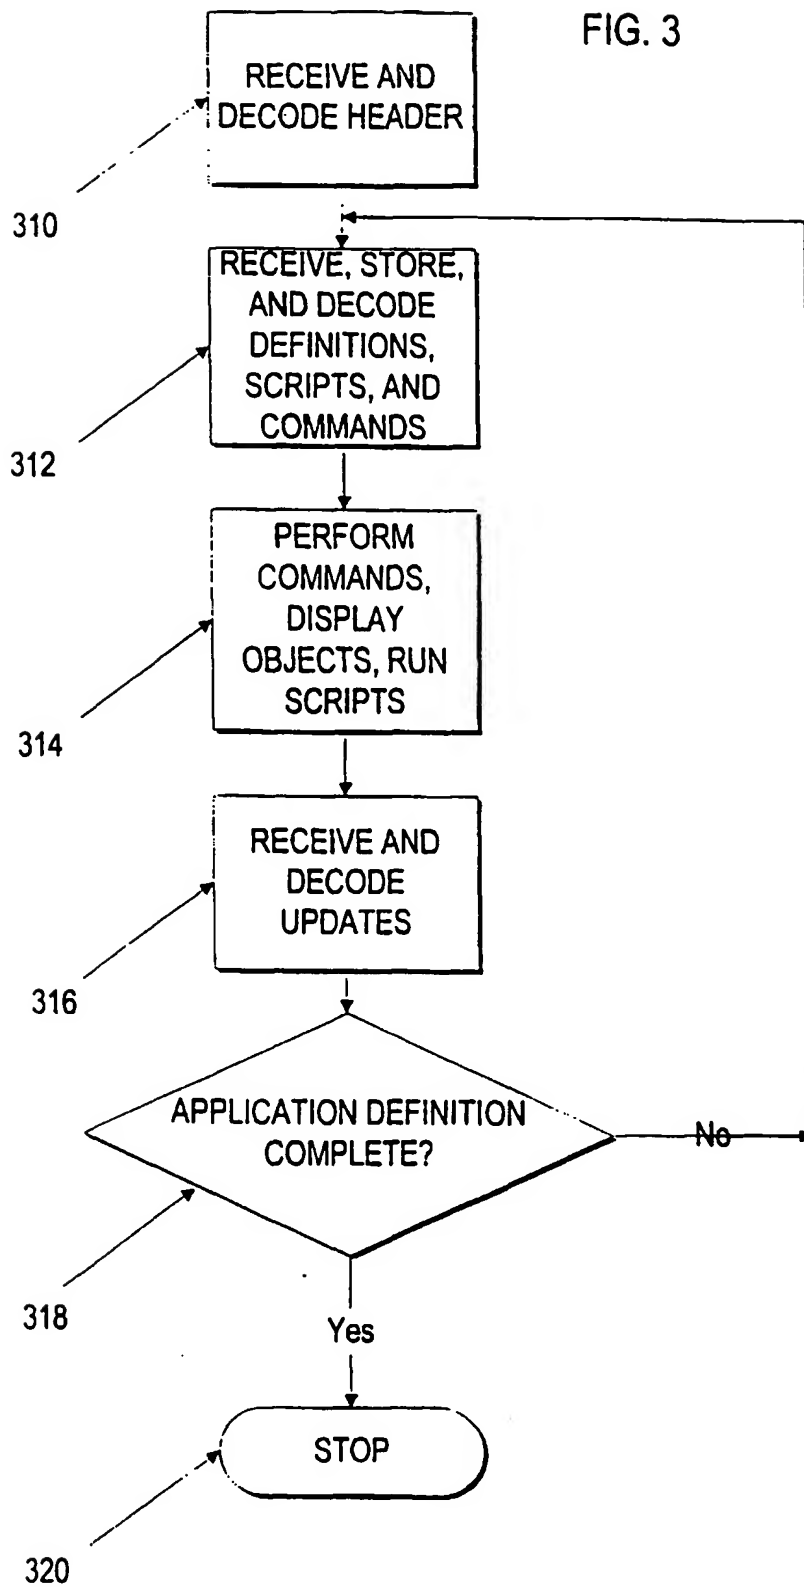 FIG. 3
RECEIVE AND
DECODE HEADER
310
RECEIVE, STORE,
AND DECODE
DEFINITIONS,
SCRIPTS, AND
COMMANDS
312
PERFORM
COMMANDS,
DISPLAY
OBJECTS, RUN
SCRIPTS
314
RECEIVE AND
DECODE
UPDATES
316
APPLICATION DEFINITION
COMPLETE?
No
318
Yes
STOP
320